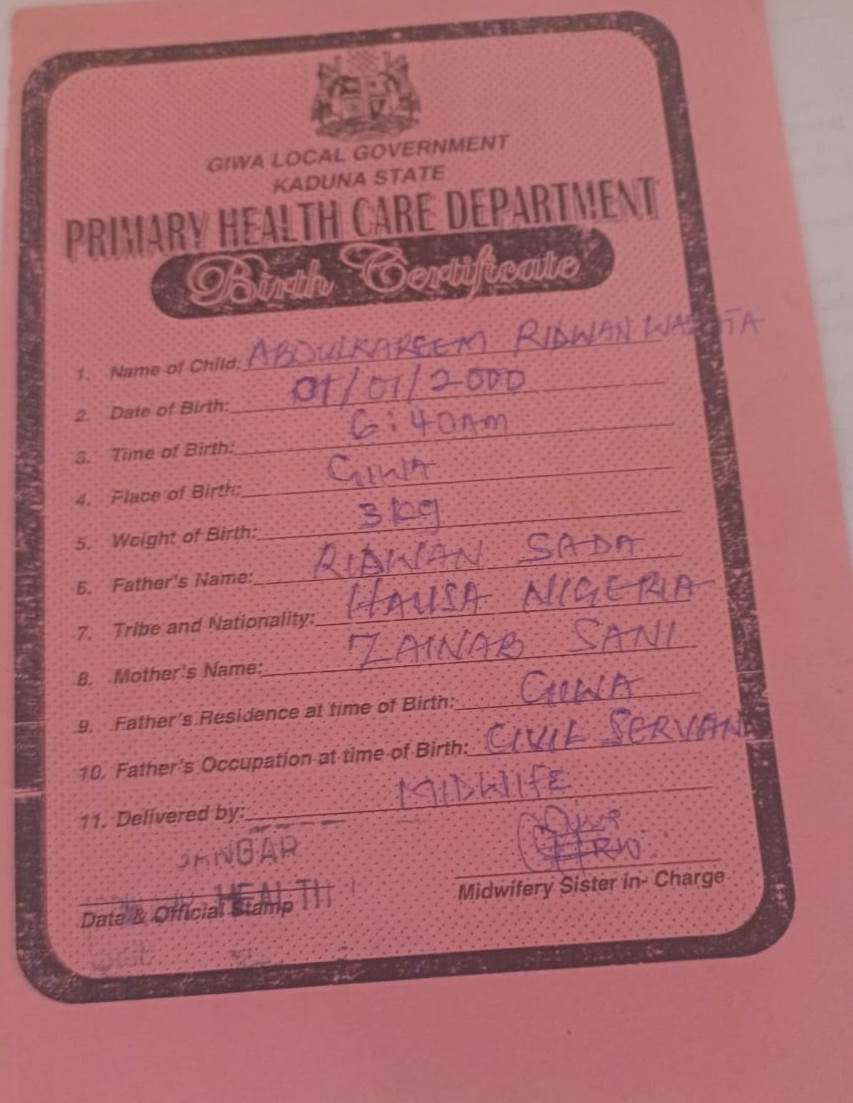 GIWA LOCAL GOVERNMENT
KADUNA STATE
PRIMARY HEALTH CARE DEPARTMENT
Birth Certificate
1. Name of Child: ABDULKAREEM RIDWAN
2. Date of Birth: 01/01/2000
3. Time of Birth: 6:40AM
4. Place of Birth: GIWA
5. Weight of Birth: 3kg
6. Father's Name: RIDWAN SADA
7. Tribe and Nationality: HAUSA NIGERIA
8. Mother's Name: ZAINAB SANI
9. Father's Residence at time of Birth: GIWA
10. Father's Occupation at time of Birth: CIVIL SERVAN
11. Delivered by: MIDWIFE
HEALTH
Date & Official Stamp
Midwifery Sister in- Charge